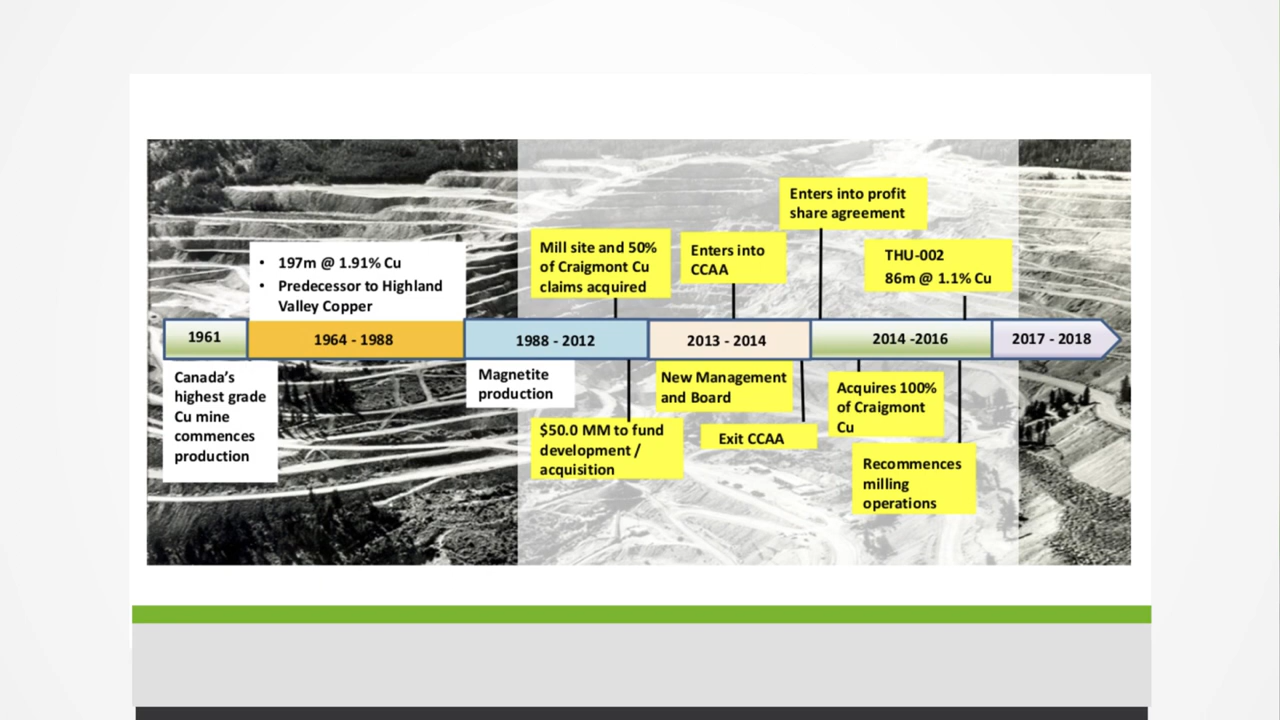 Enters into profit
share agreement
Mill site and 50%
of Craigmont Cu
claims acquired
Enters into
CCAA
THU-002
86m @ 1.1% Cu
• 197m @ 1.91% Cu
• Predecessor to Highland
Valley Copper
1961
1964 - 1988
1988 - 2012
2013 - 2014
2014 -2016
2017 - 2018
Canada’s
highest grade
Cu mine
commences
production
Magnetite
production
$50.0 MM to fund
development /
acquisition
New Management
and Board
Exit CCAA
Acquires 100%
of Craigmont
Cu
Recommences
milling
operations